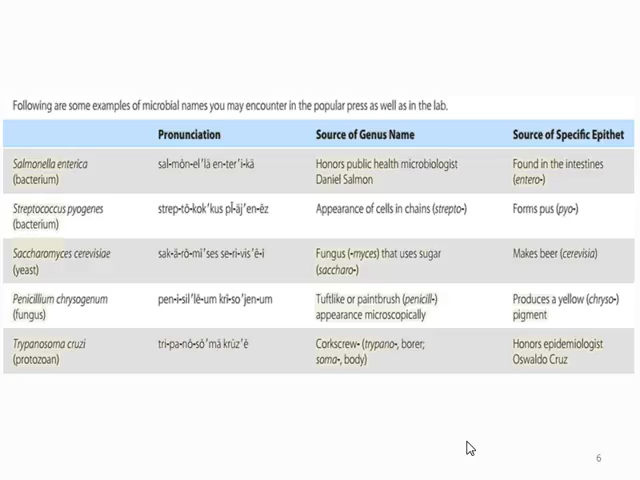 Following are some examples of microbial names you may encounter in the popular press as well as in the lab.
Pronunciation Source of Genus Name Source of Specific Epithet
Salmonella enterica sal-mōn-el'lä en-ter'i-kä Honors public health microbiologist Found in the intestines
(bacterium) Daniel Salmon (entero-)
Streptococcus pyogenes strep-tō-kok'kus pĪ-äj'en-ēz Appearance of cells in chains (strepto-) Forms pus (pyo-)
(bacterium)
Saccharomyces cerevisiae sak-ä-rō-mī'ses se-ri-vis'ē-ī Fungus (-myces) that uses sugar Makes beer (cerevisia)
(yeast) (saccharo-)
Penicillium chrysogenum pen-i-sil'lē-um krī-so'jen-um Tuftlike or paintbrush (penicill-) Produces a yellow (chryso-)
(fungus) appearance microscopically pigment
Trypanosoma cruzi tri-pa-nō-sō'mä krüz'ē Corkscrew- (trypano-, borer; Honors epidemiologist
(protozoan) soma-, body) Oswaldo Cruz
6